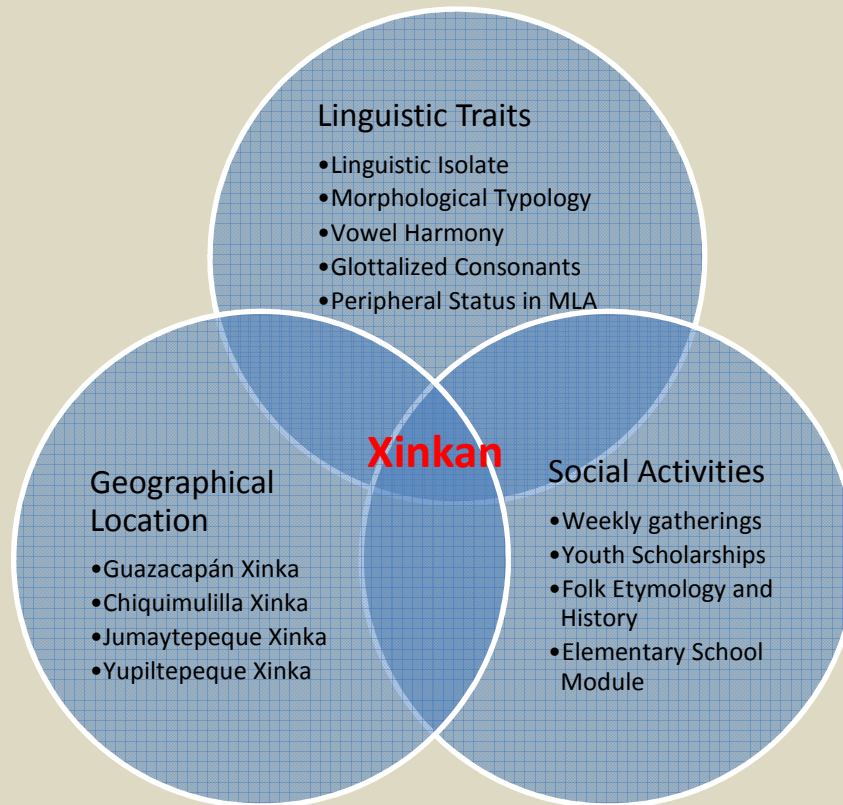 Linguistic Traits
•Linguistic Isolate
•Morphological Typology
•Vowel Harmony
•Glottalized Consonants
•Peripheral Status in MLA
Xinkan
Geographical
Location
•Guazacapán Xinka
•Chiquimulilla Xinka
•Jumaytepeque Xinka
•Yupiltepeque Xinka
Social Activities
•Weekly gatherings
•Youth Scholarships
•Folk Etymology and
History
•Elementary School
Module